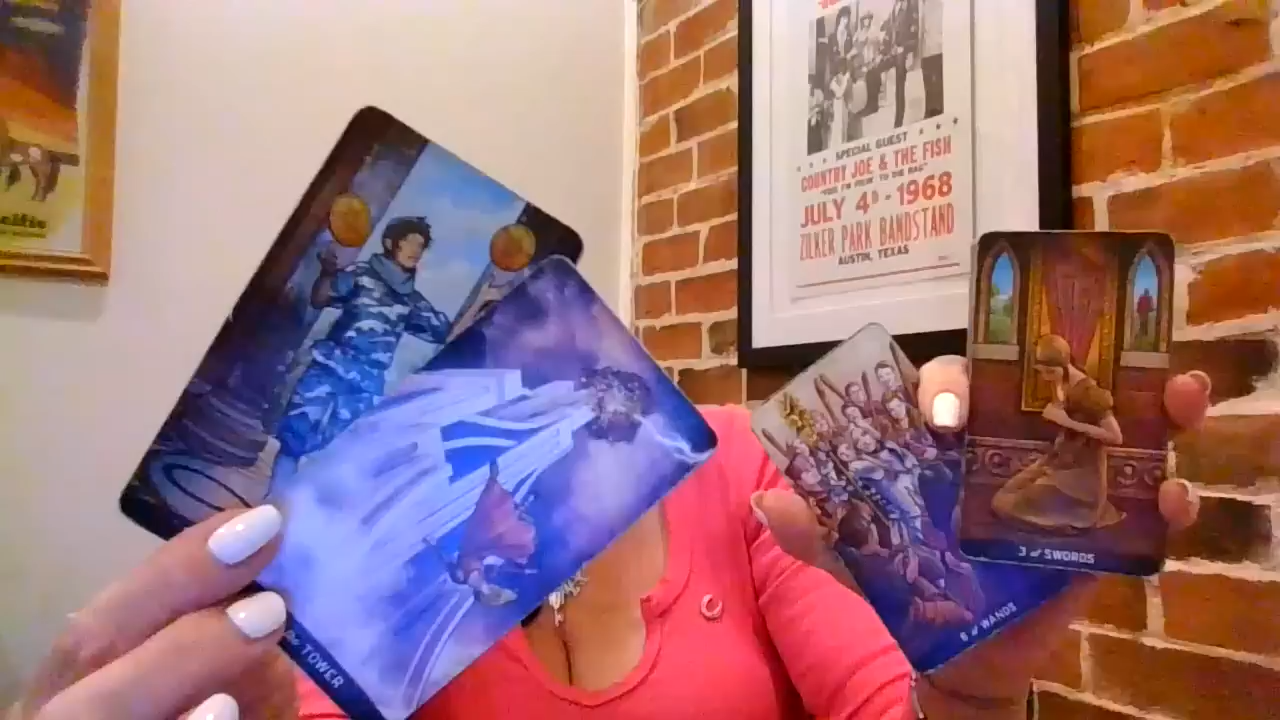 SPECIAL GUEST
COUNTRY JOE & THE FISH
JULY 4th - 1968
ZILKER PARK BANDSTAND
AUSTIN, TEXAS
3 of SWORDS
6 of WANDS
The TOWER